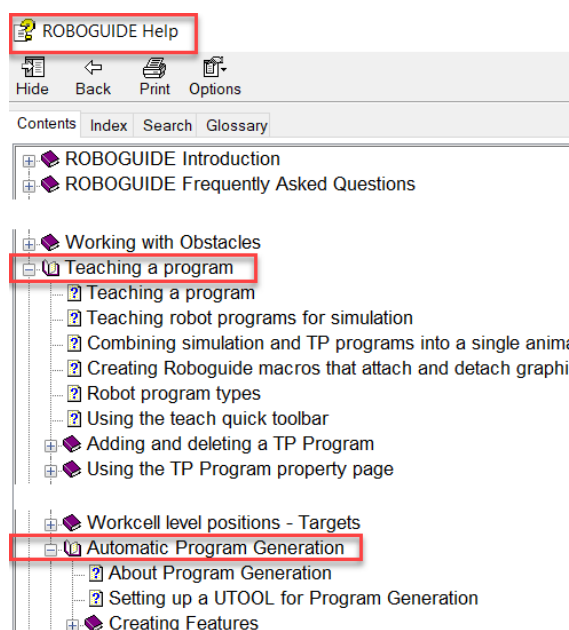 ROBOGUIDE Help
Hide Back Print Options
Contents Index Search Glossary
ROBOGUIDE Introduction
ROBOGUIDE Frequently Asked Questions
Working with Obstacles
Teaching a program
Teaching a program
Teaching robot programs for simulation
Combining simulation and TP programs into a single anima
Creating Roboguide macros that attach and detach graphi
Robot program types
Using the teach quick toolbar
Adding and deleting a TP Program
Using the TP Program property page
Workcell level positions - Targets
Automatic Program Generation
About Program Generation
Setting up a UTOOL for Program Generation
Creating Features